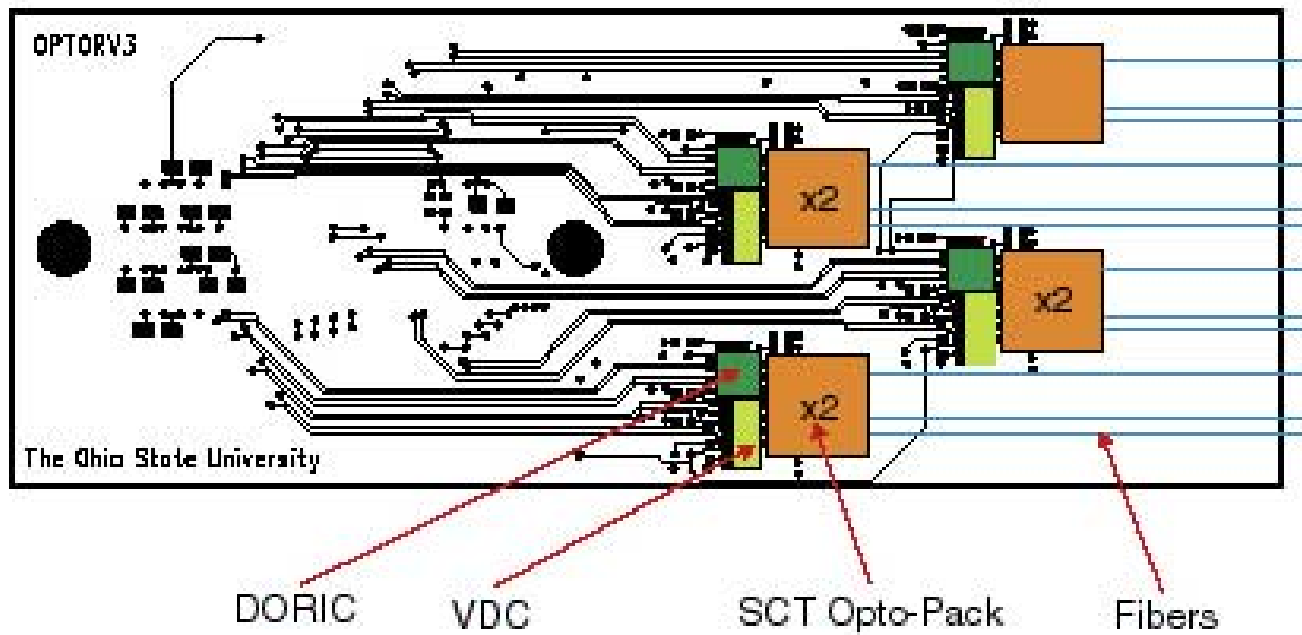 OPTORV3
x2
x2
x2
The Ohio State University
DORIC
VDC
SCT Opto-Pack
Fibers